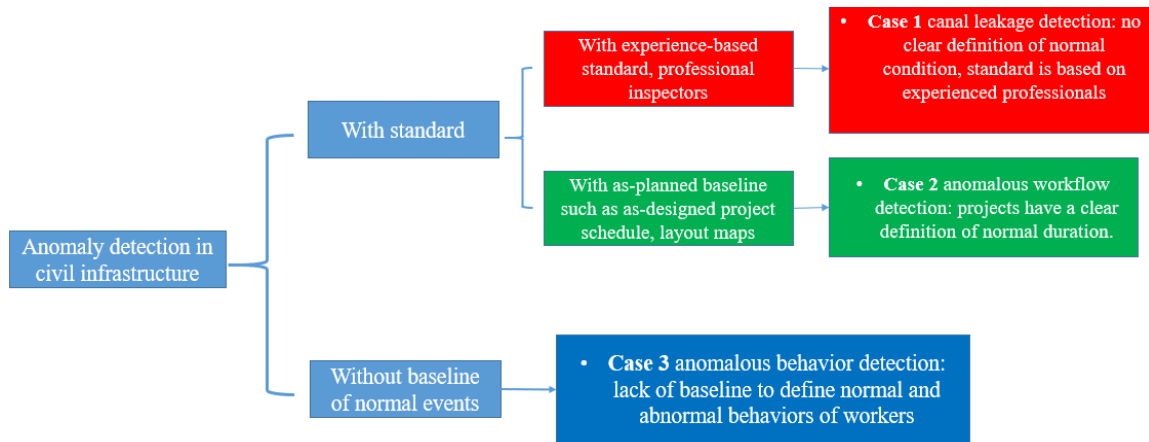 With experience-based
standard, professional
inspectors
• Case 1 canal leakage detection: no
clear definition of normal
condition, standard is based on
experienced professionals
With standard
With as-planned baseline
such as as-designed project
schedule, layout maps
• Case 2 anomalous workflow
detection: projects have a clear
definition of normal duration.
Anomaly detection in
civil infrastructure
Without baseline
of normal events
• Case 3 anomalous behavior detection:
lack of baseline to define normal and
abnormal behaviors of workers